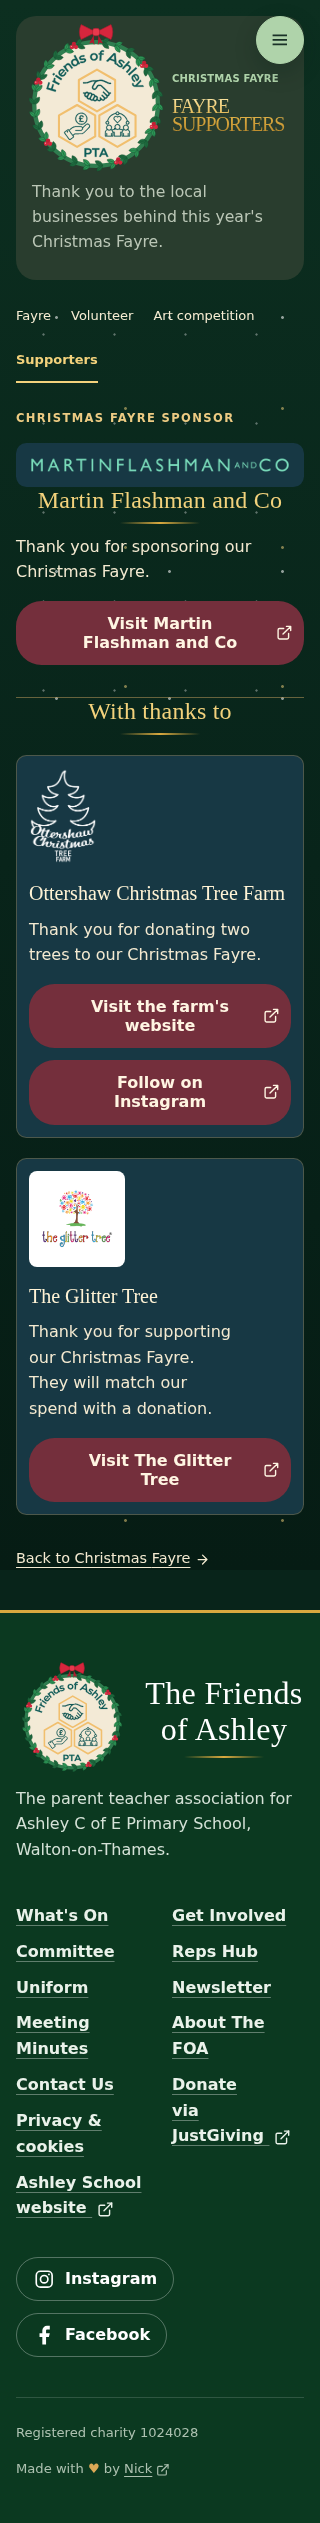 Friends of Ashley
PTA
CHRISTMAS FAYRE
FAYRE
SUPPORTERS
Thank you to the local
businesses behind this year's
Christmas Fayre.
Fayre Volunteer Art competition
Supporters
CHRISTMAS FAYRE SPONSOR
MARTINFLASHMANANDCO
Martin Flashman and Co
Thank you for sponsoring our
Christmas Fayre.
Visit Martin
Flashman and Co
With thanks to
Ottershaw
Christmas
TREE
FARM
Ottershaw Christmas Tree Farm
Thank you for donating two
trees to our Christmas Fayre.
Visit the farm's
website
Follow on
Instagram
the glitter tree
The Glitter Tree
Thank you for supporting
our Christmas Fayre.
They will match our
spend with a donation.
Visit The Glitter
Tree
Back to Christmas Fayre
Friends of Ashley
PTA
The Friends
of Ashley
The parent teacher association for
Ashley C of E Primary School,
Walton-on-Thames.
What's On
Committee
Uniform
Meeting
Minutes
Contact Us
Privacy &
cookies
Ashley School
website
Get Involved
Reps Hub
Newsletter
About The
FOA
Donate
via
JustGiving
Instagram
Facebook
Registered charity 1024028
Made with ♥ by Nick